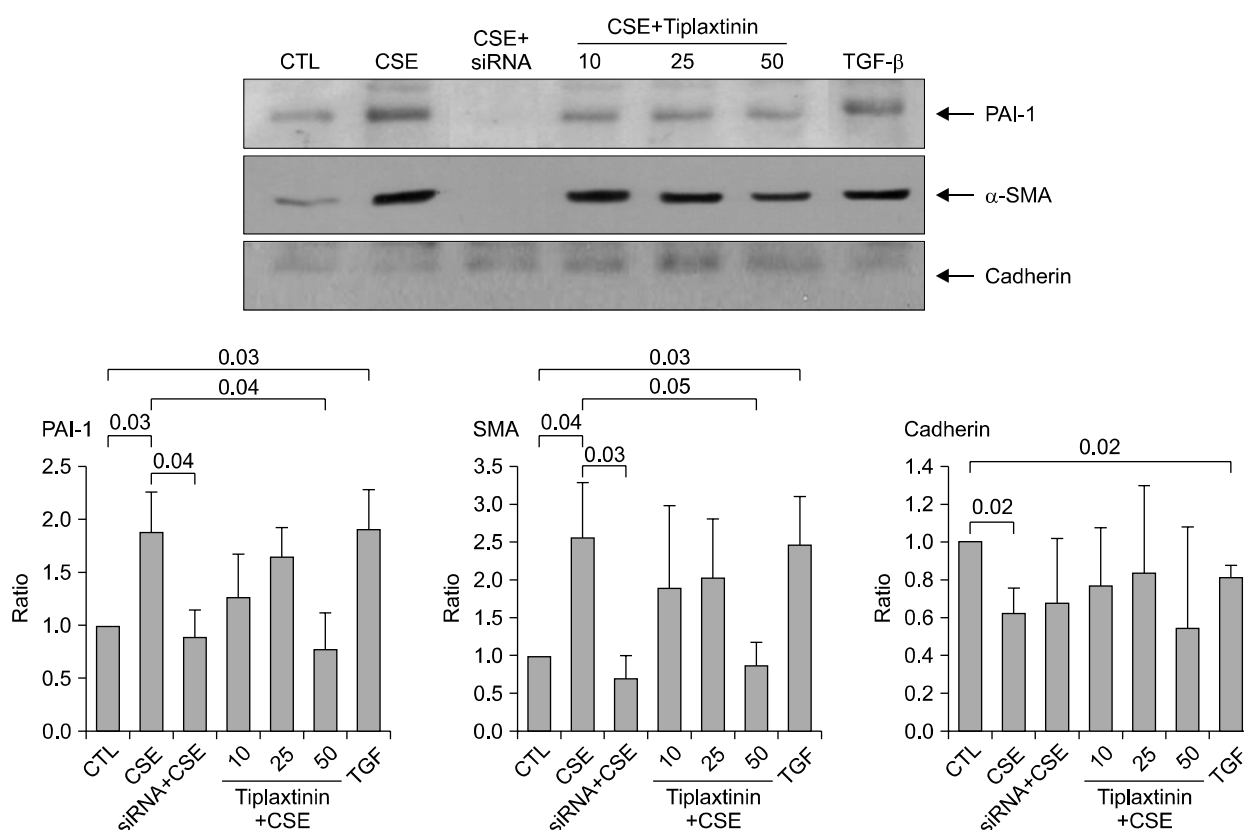 CSE+Tiplaxtinin
CTL CSE CSE+ siRNA 10 25 50 TGF-β
PAI-1
α-SMA
Cadherin
0.03
0.04
PAI-1 0.03
0.04
2.5
2.0
1.5
1.0
0.5
0.0
Ratio
CTL CSE siRNA+CSE 10 25 50 TGF
Tiplaxtinin
+CSE
0.03
0.05
SMA 0.04
0.03
3.5
3.0
2.5
2.0
1.5
1.0
0.5
0.0
Ratio
CTL CSE siRNA+CSE 10 25 50 TGF
Tiplaxtinin
+CSE
Cadherin
0.02
0.02
1.4
1.2
1.0
0.8
0.6
0.4
0.2
0.0
Ratio
CTL CSE siRNA+CSE 10 25 50 TGF
Tiplaxtinin
+CSE